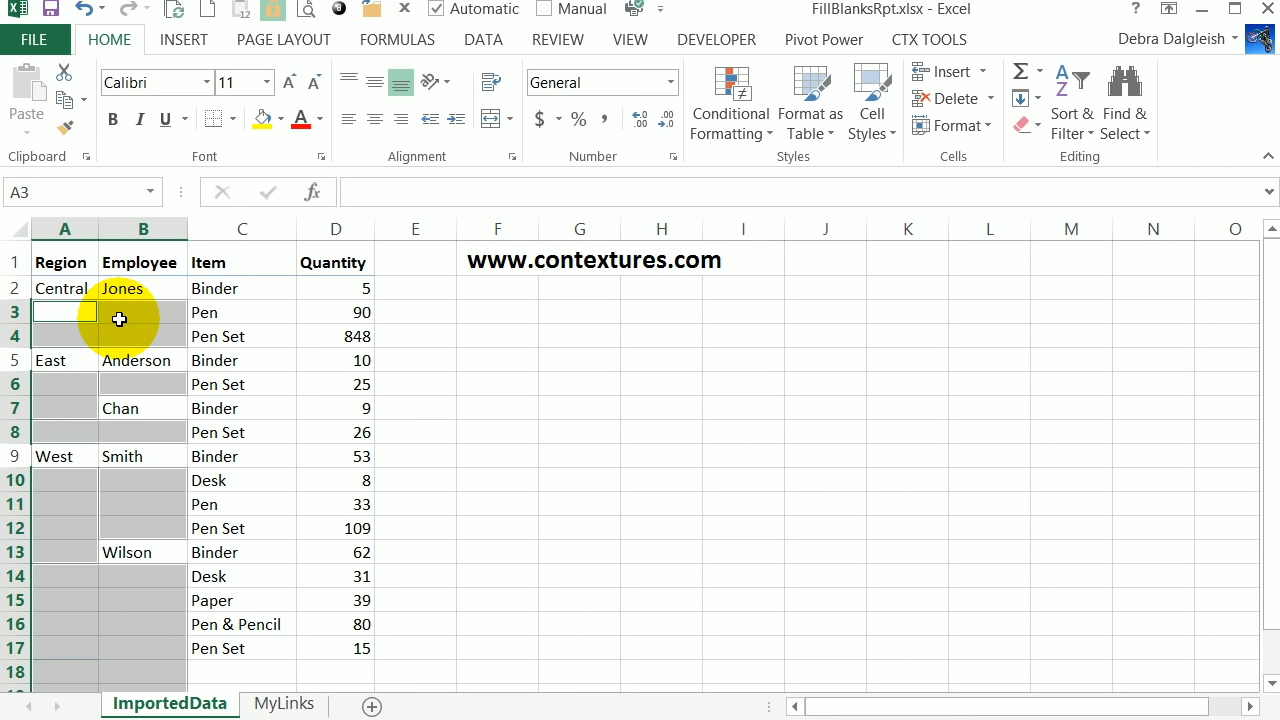 12 Automatic Manual FillBlanksRpt.xlsx - Excel ?
FILE HOME INSERT PAGE LAYOUT FORMULAS DATA REVIEW VIEW DEVELOPER Pivot Power CTX TOOLS Debra Dalgleish
Paste Calibri 11 B I U A General $ % , Conditional Formatting Format as Table Cell Styles Insert Delete Format Sort & Filter Find & Select
Clipboard Font Alignment Number Styles Cells Editing
A3 fx
A B C D E F G H I J K L M N O
1 Region Employee Item Quantity www.contextures.com
2 Central Jones Binder 5
3 Pen 90
4 Pen Set 848
5 East Anderson Binder 10
6 Pen Set 25
7 Chan Binder 9
8 Pen Set 26
9 West Smith Binder 53
10 Desk 8
11 Pen 33
12 Pen Set 109
13 Wilson Binder 62
14 Desk 31
15 Paper 39
16 Pen & Pencil 80
17 Pen Set 15
18
ImportedData MyLinks